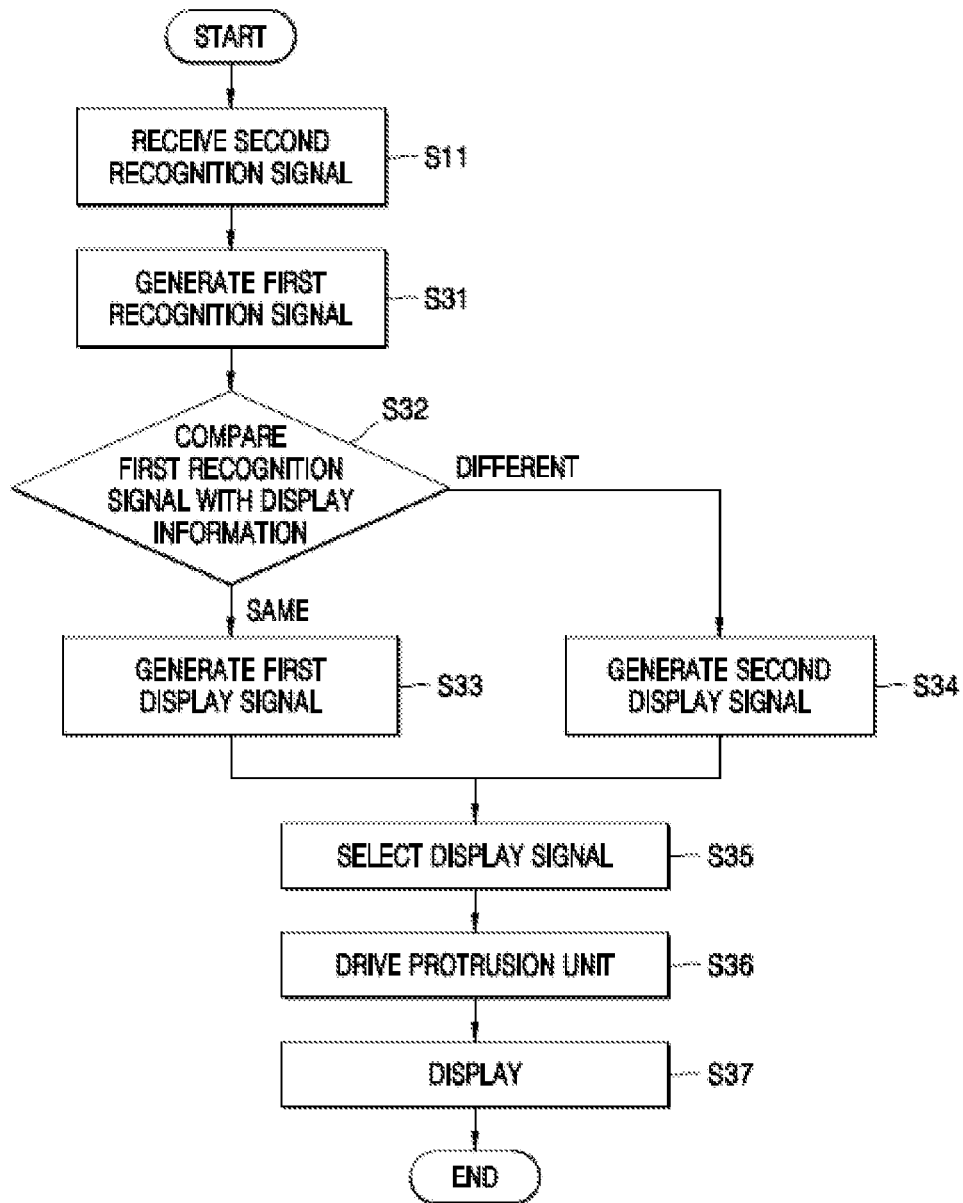 START
RECEIVE SECOND
RECOGNITION SIGNAL
S11
GENERATE FIRST
RECOGNITION SIGNAL
S31
S32
COMPARE
FIRST RECOGNITION
SIGNAL WITH DISPLAY
INFORMATION
DIFFERENT
SAME
GENERATE FIRST
DISPLAY SIGNAL
S33
GENERATE SECOND
DISPLAY SIGNAL
S34
SELECT DISPLAY SIGNAL
S35
DRIVE PROTRUSION UNIT
S36
DISPLAY
S37
END